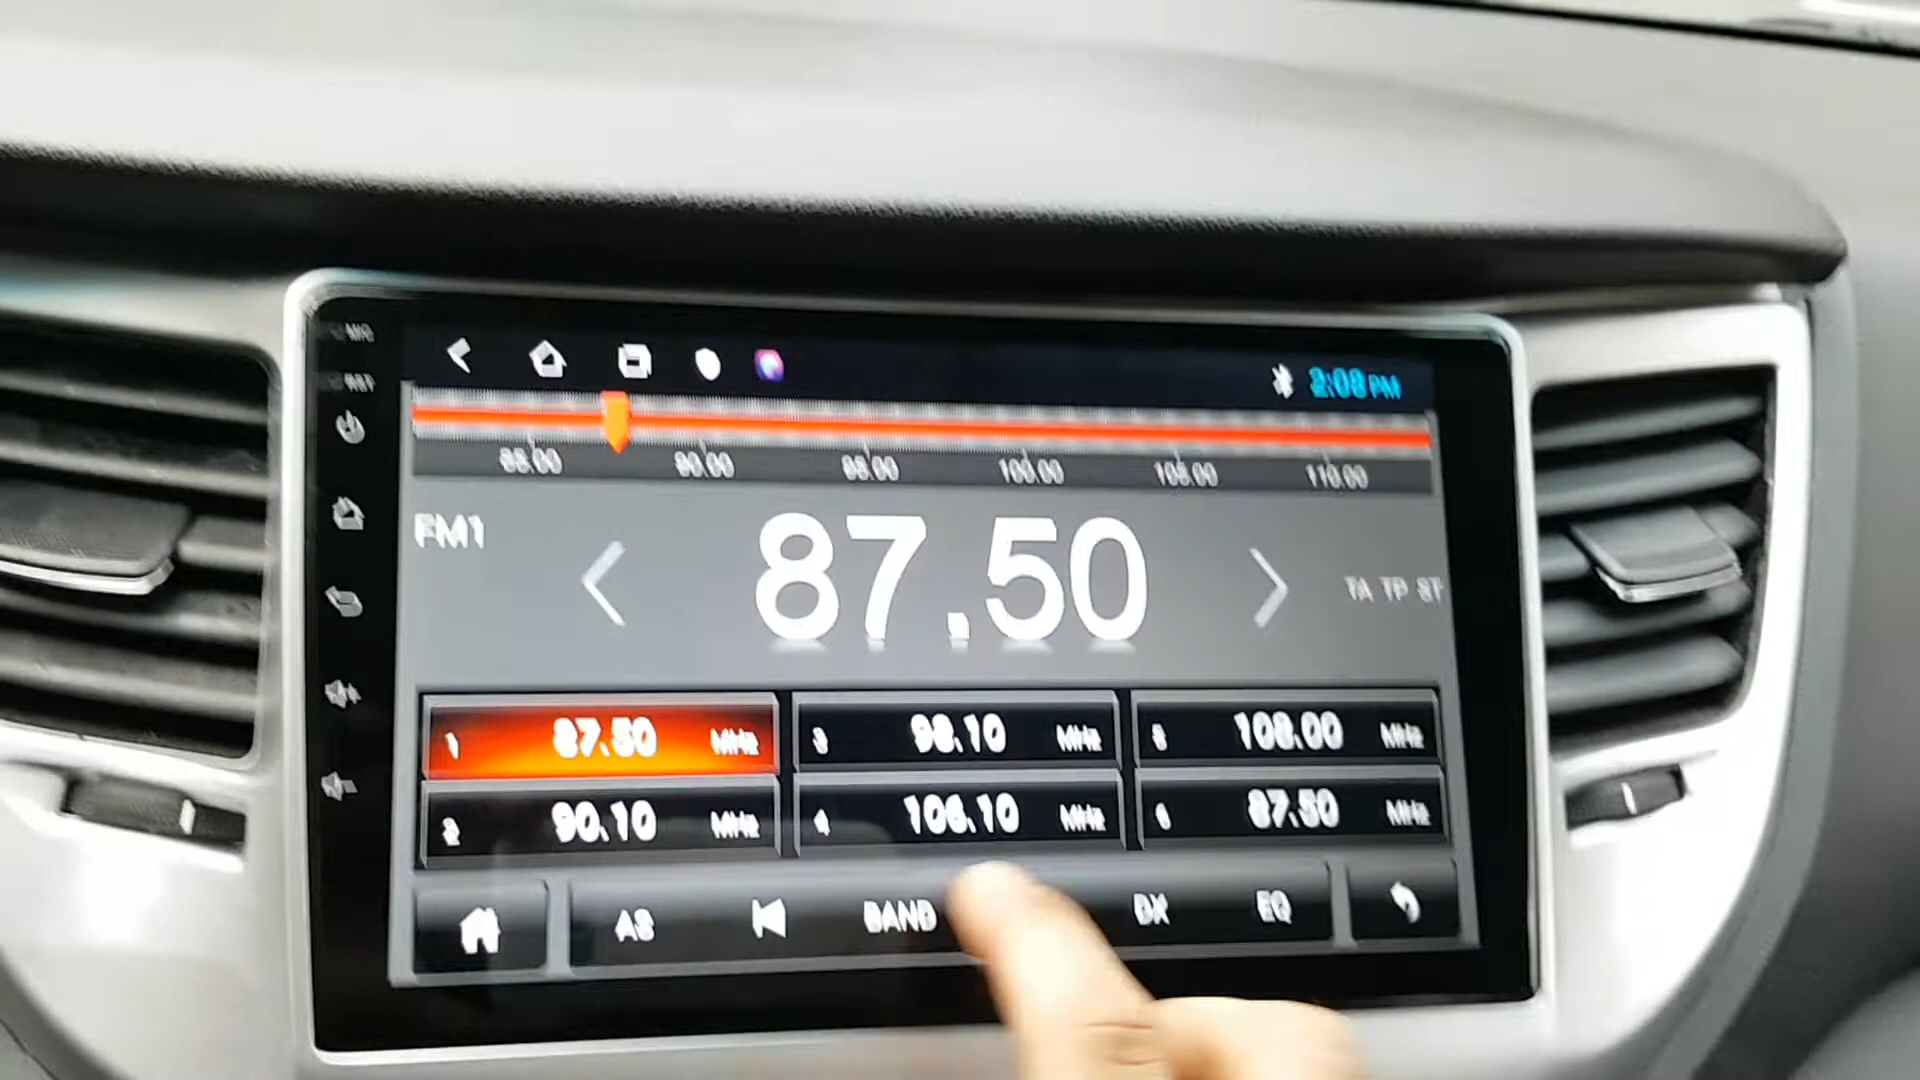 MIC
2:08 PM
RST
85.00 90.00 95.00 100.00 105.00 110.00
FM1
87.50
TA TP ST
1 87.50 MHz
3 98.10 MHz
5 108.00 MHz
2 90.10 MHz
4 106.10 MHz
6 87.50 MHz
AS
BAND
DX
EQ